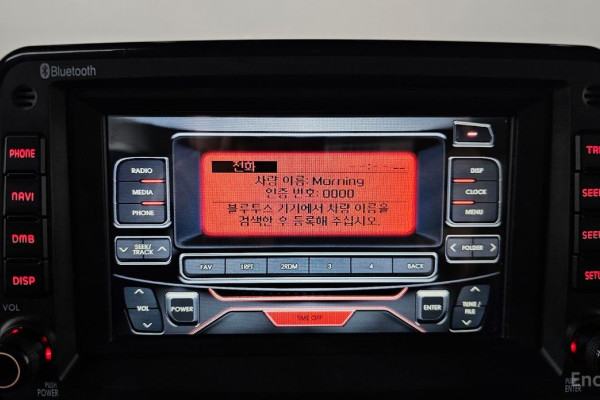 Bluetooth
PHONE
NAVI
DMB
DISP
VOL
PUSH
POWER
RADIO
MEDIA
PHONE
SEEK/
TRACK
VOL
POWER
전화
차량 이름: Morning
인증 번호: 0000
블루투스 기기에서 차량 이름을
검색한 후 등록해 주십시오.
FAV
1RPT
2RDM
3
4
BACK
TIME OFF
DISP
CLOCK
MENU
FOLDER
ENTER
TUNE/
FILE
TRA
SEE
SEE
SETU
ENTER
Enc